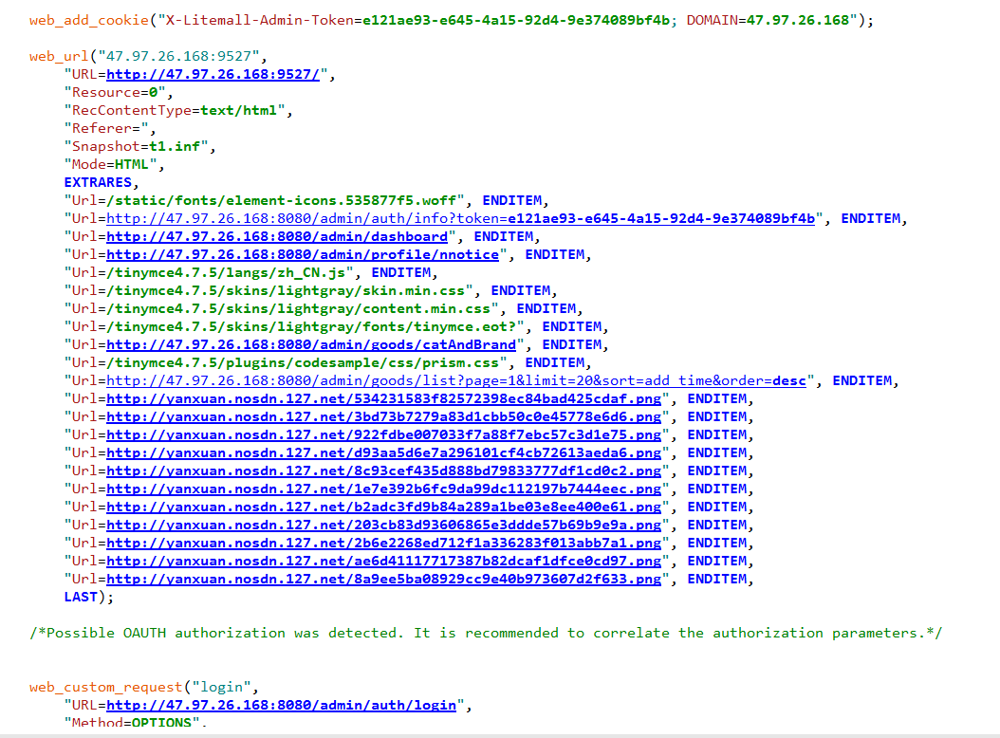 web_add_cookie("X-Litemall-Admin-Token=e121ae93-e645-4a15-92d4-9e374089bf4b; DOMAIN=47.97.26.168");
web_url("47.97.26.168:9527",
"URL=http://47.97.26.168:9527/",
"Resource=0",
"RecContentType=text/html",
"Referer=",
"Snapshot=t1.inf",
"Mode=HTML",
EXTRARES,
"Url=/static/fonts/element-icons.535877f5.woff", ENDITEM,
"Url=http://47.97.26.168:8080/admin/auth/info?token=e121ae93-e645-4a15-92d4-9e374089bf4b", ENDITEM,
"Url=http://47.97.26.168:8080/admin/dashboard", ENDITEM,
"Url=http://47.97.26.168:8080/admin/profile/nnotice", ENDITEM,
"Url=/tinymce4.7.5/langs/zh_CN.js", ENDITEM,
"Url=/tinymce4.7.5/skins/lightgray/skin.min.css", ENDITEM,
"Url=/tinymce4.7.5/skins/lightgray/content.min.css", ENDITEM,
"Url=/tinymce4.7.5/skins/lightgray/fonts/tinymce.eot?", ENDITEM,
"Url=http://47.97.26.168:8080/admin/goods/catAndBrand", ENDITEM,
"Url=/tinymce4.7.5/plugins/codesample/css/prism.css", ENDITEM,
"Url=http://47.97.26.168:8080/admin/goods/list?page=1&limit=20&sort=add_time&order=desc", ENDITEM,
"Url=http://yanxuan.nosdn.127.net/534231583f82572398ec84bad425cdaf.png", ENDITEM,
"Url=http://yanxuan.nosdn.127.net/3bd73b7279a83d1cbb50c0e45778e6d6.png", ENDITEM,
"Url=http://yanxuan.nosdn.127.net/922fdbe007033f7a88f7ebc57c3d1e75.png", ENDITEM,
"Url=http://yanxuan.nosdn.127.net/d93aa5d6e7a296101cf4cb72613aeda6.png", ENDITEM,
"Url=http://yanxuan.nosdn.127.net/8c93cef435d888bd79833777df1cd0c2.png", ENDITEM,
"Url=http://yanxuan.nosdn.127.net/1e7e392b6fc9da99dc112197b7444eec.png", ENDITEM,
"Url=http://yanxuan.nosdn.127.net/b2adc3fd9b84a289a1be03e8ee400e61.png", ENDITEM,
"Url=http://yanxuan.nosdn.127.net/203cb83d93606865e3ddde57b69b9e9a.png", ENDITEM,
"Url=http://yanxuan.nosdn.127.net/2b6e2268ed712f1a336283f013abb7a1.png", ENDITEM,
"Url=http://yanxuan.nosdn.127.net/ae6d41117717387b82dcaf1dfce0cd97.png", ENDITEM,
"Url=http://yanxuan.nosdn.127.net/8a9ee5ba08929cc9e40b973607d2f633.png", ENDITEM,
LAST);
/*Possible OAUTH authorization was detected. It is recommended to correlate the authorization parameters.*/
web_custom_request("login",
"URL=http://47.97.26.168:8080/admin/auth/login",
"Method=OPTIONS",